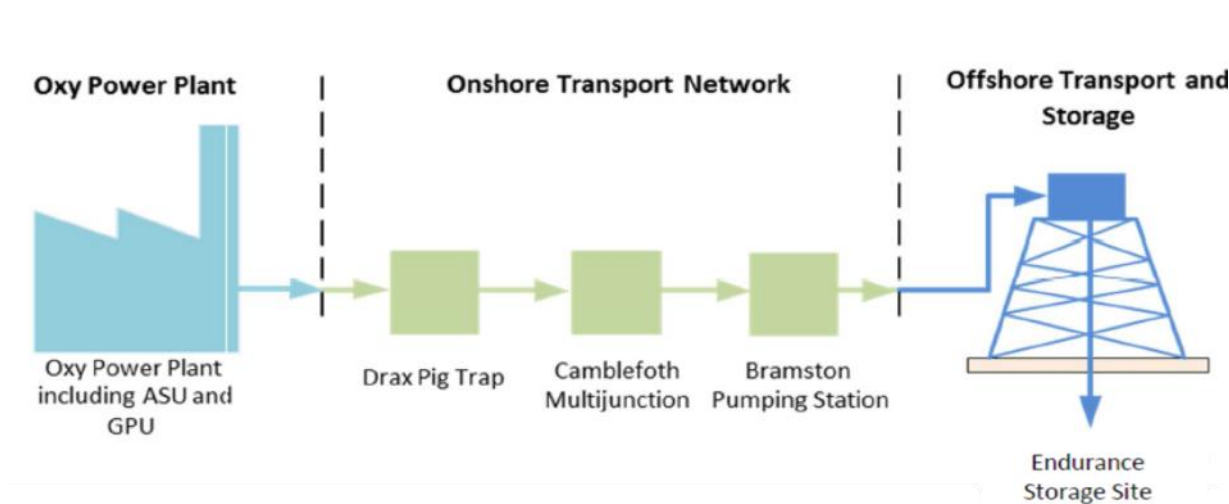 Oxy Power Plant
Onshore Transport Network
Offshore Transport and
Storage
Oxy Power Plant
including ASU and
GPU
Drax Pig Trap
Camblefoth
Multijunction
Bramston
Pumping Station
Endurance
Storage Site